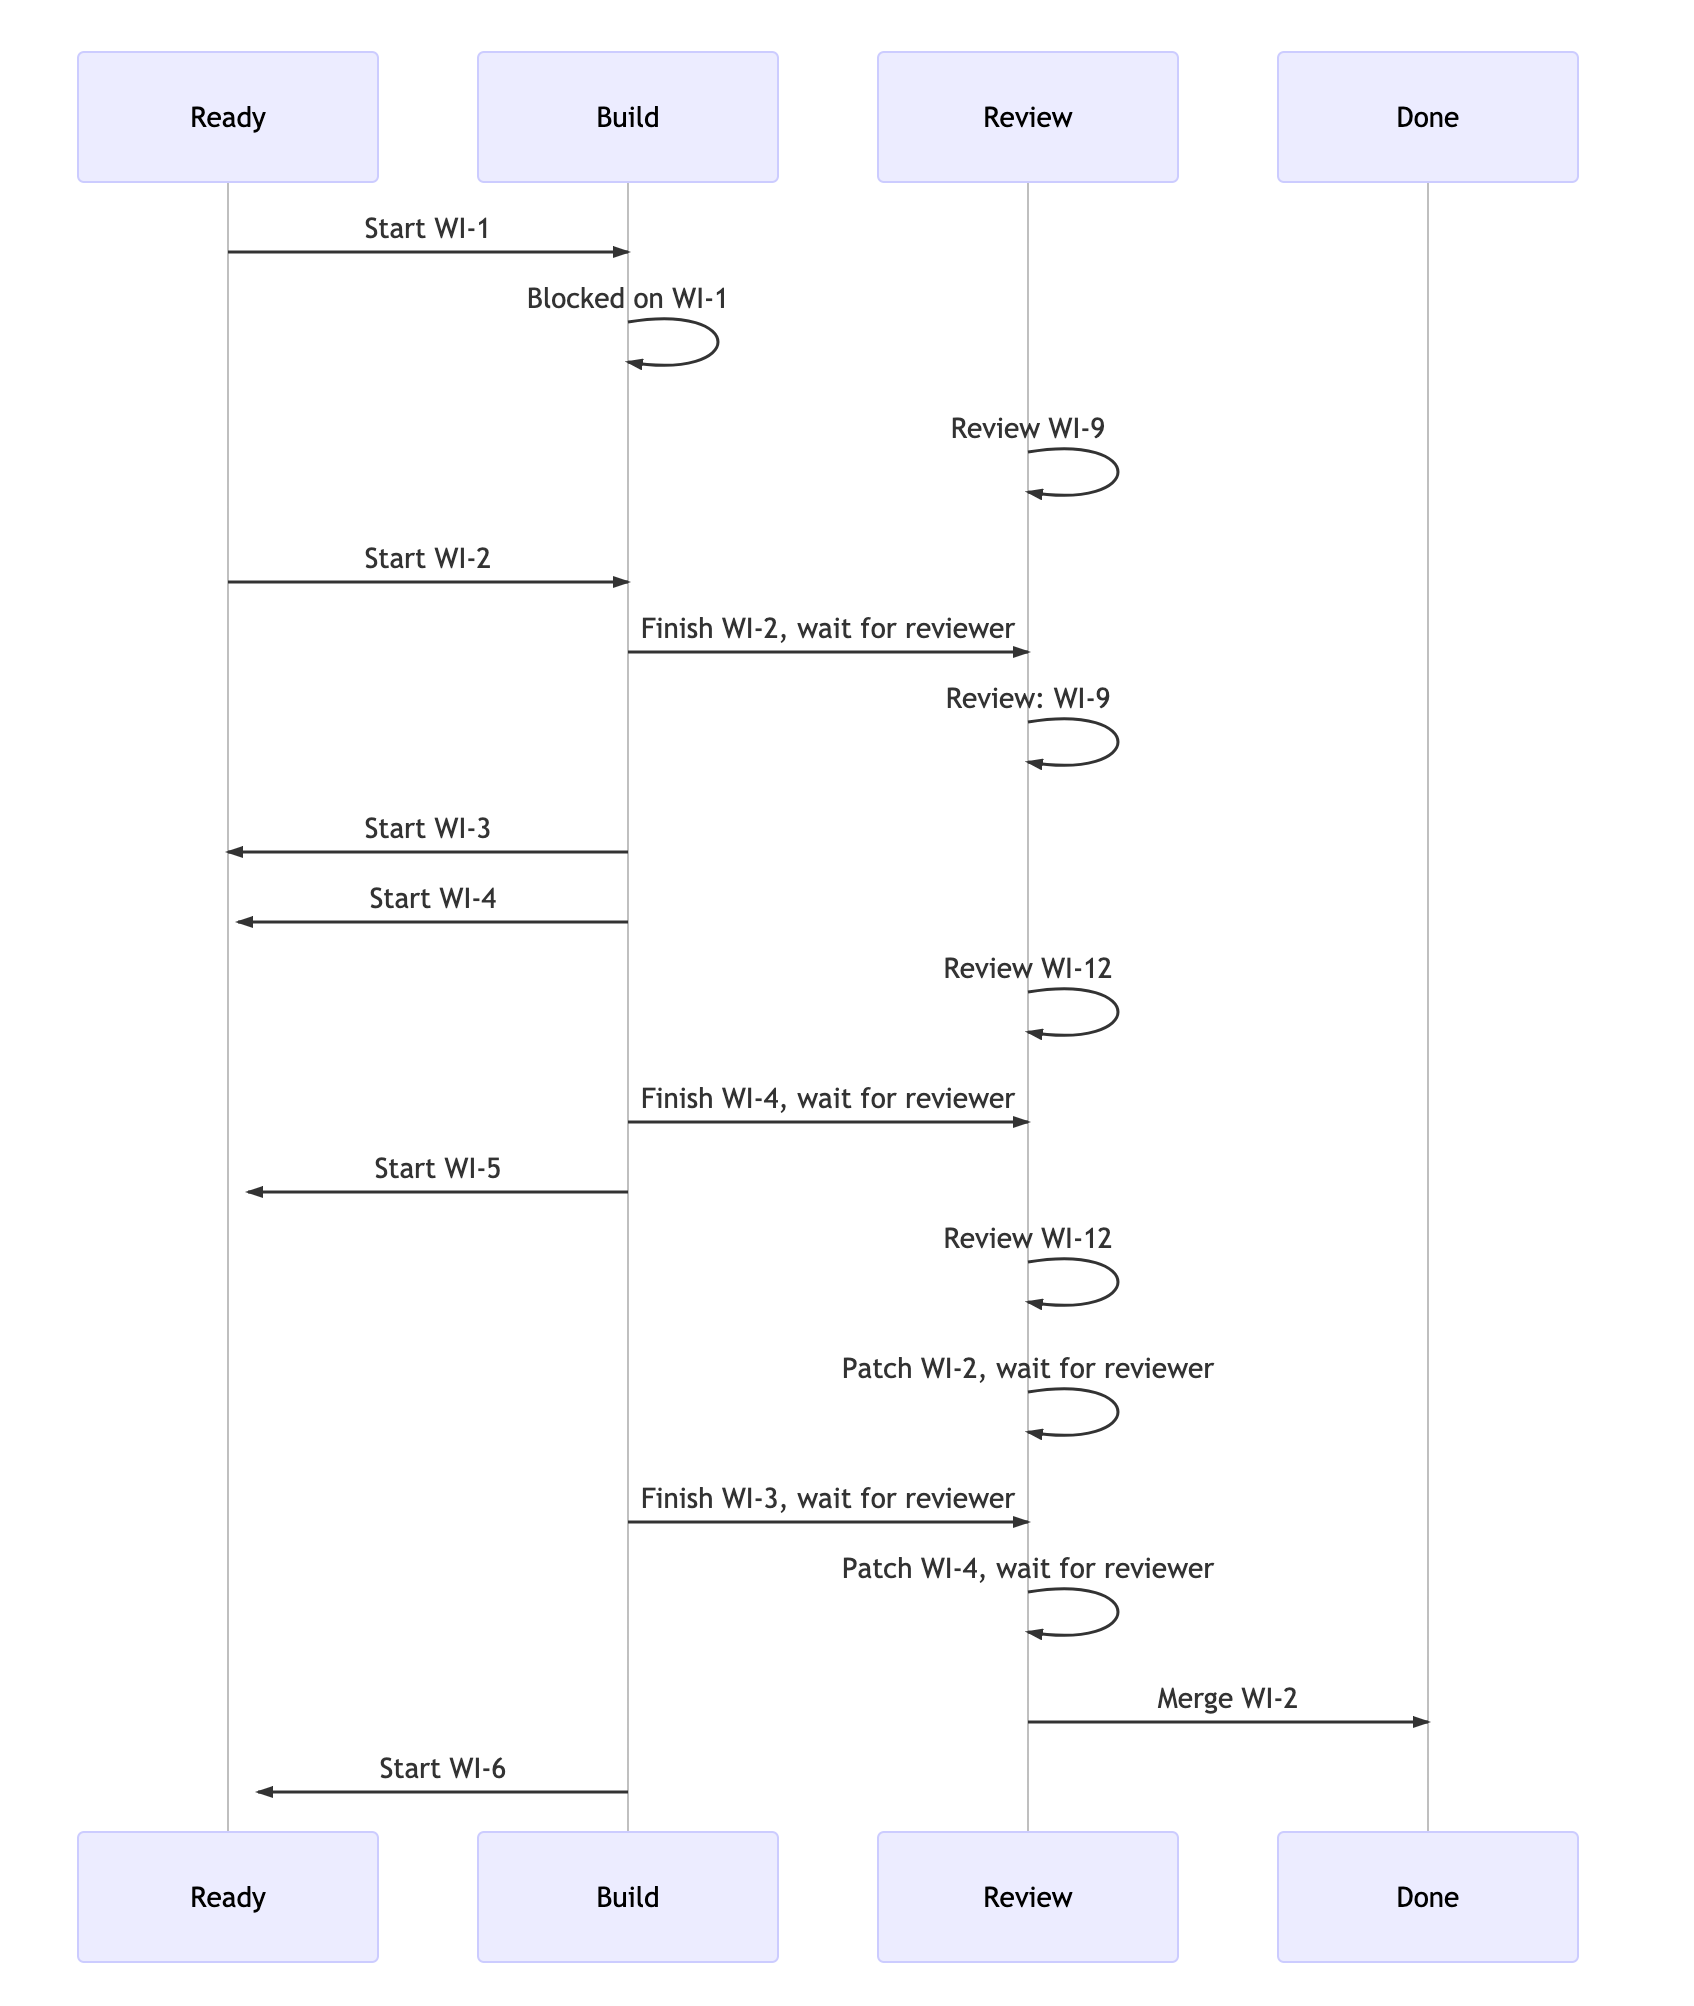 Ready
Build
Review
Done
Start WI-1
Blocked on WI-1
Review WI-9
Start WI-2
Finish WI-2, wait for reviewer
Review: WI-9
Start WI-3
Start WI-4
Review WI-12
Finish WI-4, wait for reviewer
Start WI-5
Review WI-12
Patch WI-2, wait for reviewer
Finish WI-3, wait for reviewer
Patch WI-4, wait for reviewer
Merge WI-2
Start WI-6
Ready
Build
Review
Done